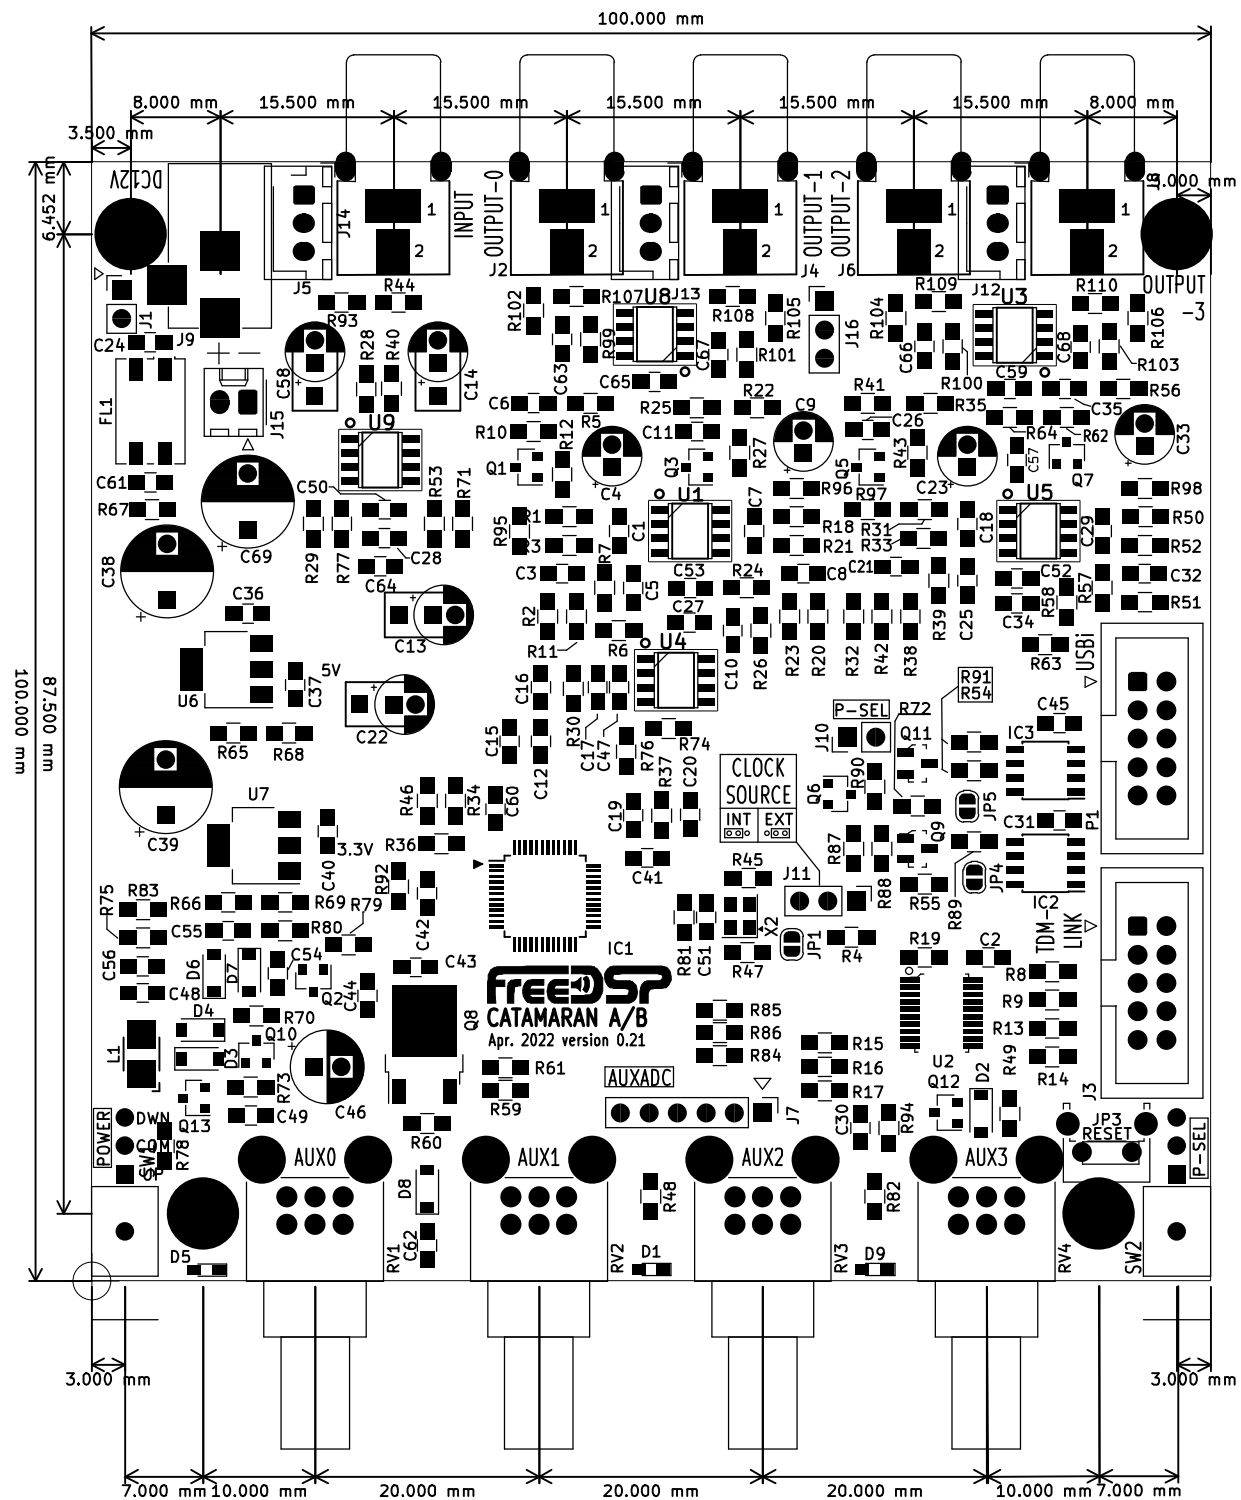 100.000 mm
8.000 mm
15.500 mm
15.500 mm
15.500 mm
15.500 mm
15.500 mm
8.000 mm
3.500 mm
3.000 mm
6.452 mm
DC12V
J14
1
2
INPUT
OUTPUT-0
J2
1
2
1
2
OUTPUT-1
OUTPUT-2
J4
J6
1
2
1
2
J8
OUTPUT
-3
J5
R44
R93
J1
J9
C24
R102
R107
U8
J13
R108
R105
J16
R104
R109
J12
U3
R110
R106
R103
C58
R28
R40
C14
C63
R99
C67
R101
C66
R100
C59
C68
R56
FL1
J15
U9
C65
C6
R5
R25
R22
R41
R35
C35
R10
R12
C11
C9
C26
R64
R62
C33
Q1
C4
Q3
R27
Q5
R43
C23
C57
Q7
C61
R67
C38
C69
C50
R53
R71
R29
R77
C28
C64
R95
R1
R3
R7
C1
U1
C7
R96
R97
R18
R31
R33
R21
C18
U5
C29
R98
R50
R52
C3
C53
R24
C8
C21
C52
C32
R57
R51
C36
C13
R2
R11
C5
R6
C27
U4
C10
R26
R23
R20
R32
R42
R38
R39
C25
C34
R58
R63
USBi
U6
5V
C37
C22
C16
R30
C17
C47
R76
R74
R91
R54
P-SEL
R72
C45
R65
R68
C15
C12
J10
Q11
IC3
C39
U7
C40
3.3V
R46
R34
C60
R36
C19
R37
C20
CLOCK
SOURCE
INT
EXT
Q6
R90
JP5
Q9
C31
P1
R87
C41
R92
R75
R83
R66
R69
R79
C42
R45
J11
R88
R55
R89
JP4
IC2
TDM-
LINK
C55
R80
C56
D6
D7
C54
IC1
R81
C51
X2
JP1
R47
R4
R19
C2
R8
C48
Q2
C44
C43
Q8
freeDSP
CATAMARAN A/B
Apr. 2022 version 0.21
R9
R13
D4
R70
Q10
R85
R86
R84
R15
R16
R17
U2
Q12
D2
R49
R14
J3
L1
D3
R73
C46
R61
R59
AUXADC
J7
C30
R94
POWER
DWN
COM
UP
SW1
R78
Q13
C49
R60
JP3
RESET
P-SEL
AUX0
AUX1
AUX2
AUX3
D8
C62
R48
R82
D5
RV1
RV2
D1
RV3
D9
RV4
SW2
87.500 mm
100.000 mm
3.000 mm
3.000 mm
7.000 mm
10.000 mm
20.000 mm
20.000 mm
20.000 mm
10.000 mm
7.000 mm